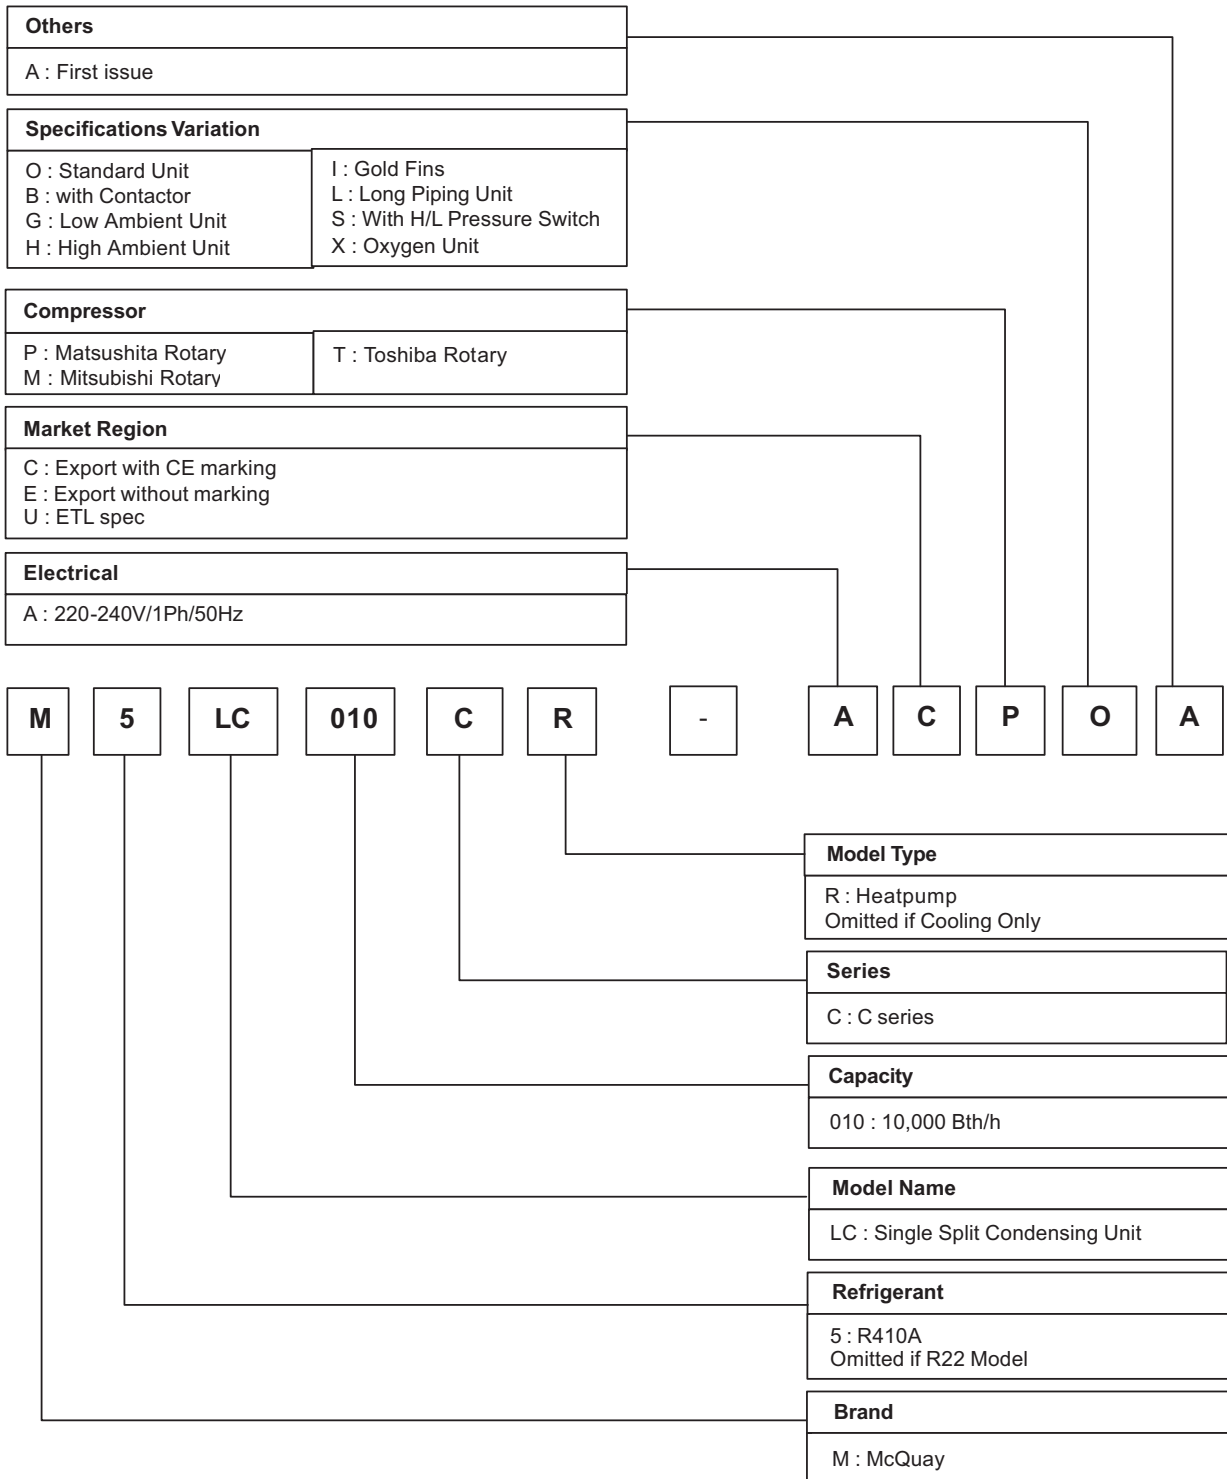 Others
A : First issue
Specifications Variation
O : Standard Unit
B : with Contactor
G : Low Ambient Unit
H : High Ambient Unit
I : Gold Fins
L : Long Piping Unit
S : With H/L Pressure Switch
X : Oxygen Unit
Compressor
P : Matsushita Rotary
M : Mitsubishi Rotary
T : Toshiba Rotary
Market Region
C : Export with CE marking
E : Export without marking
U : ETL spec
Electrical
A : 220-240V/1Ph/50Hz
M 5 LC 010 C R - A C P O A
Model Type
R : Heatpump
Omitted if Cooling Only
Series
C : C series
Capacity
010 : 10,000 Bth/h
Model Name
LC : Single Split Condensing Unit
Refrigerant
5 : R410A
Omitted if R22 Model
Brand
M : McQuay